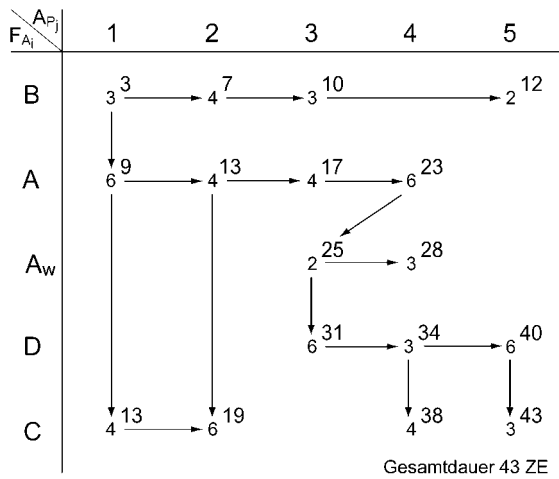 A_Pj
F_Ai 1 2 3 4 5
B 3 3 4 7 3 10 2 12
A 6 9 4 13 4 17 6 23
A_W 2 25 3 28
D 6 31 3 34 6 40
C 4 13 6 19 4 38 3 43
Gesamtdauer 43 ZE